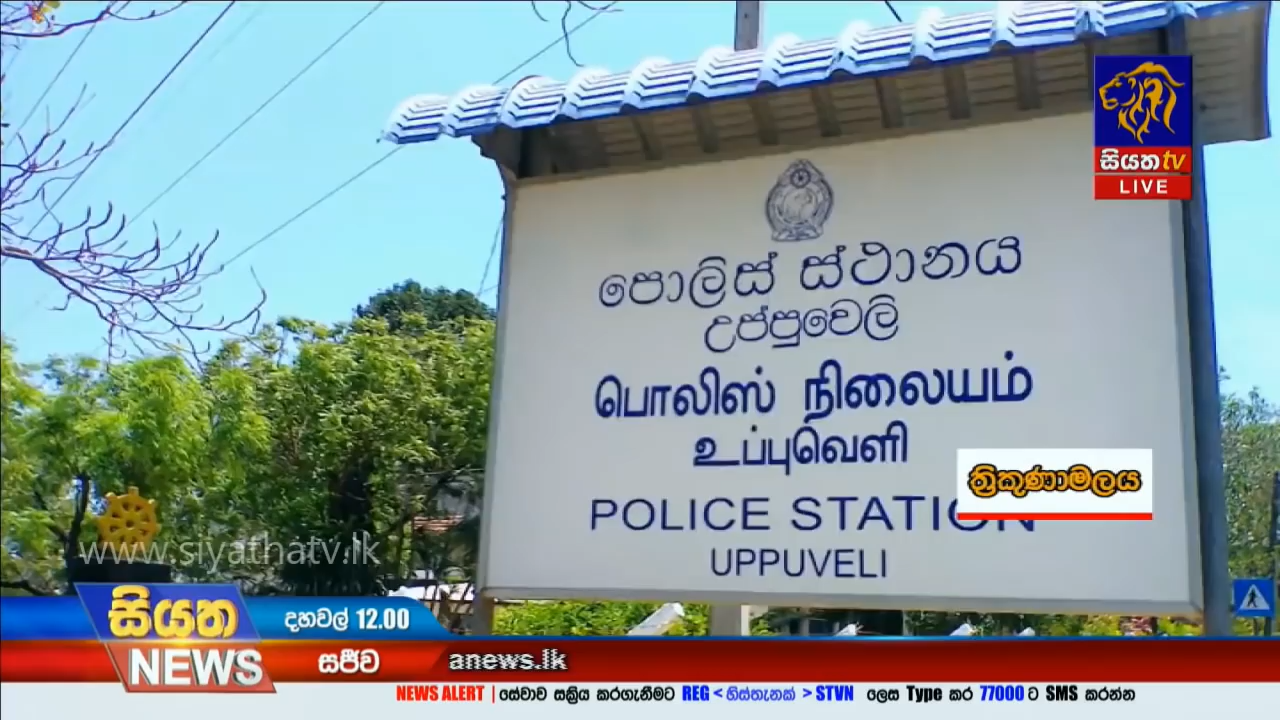 සියත tv
LIVE
පොලිස් ස්ථානය
උප්පුවෙලි
பொலிஸ் நிலையம்
உப்புவெளி
ත්‍රිකුණාමලය
POLICE STATION
UPPUVELI
www.siyathatv.lk
සියත
NEWS
දහවල් 12.00
සජීව
anews.lk
NEWS ALERT | සේවාව සක්‍රිය කරගැනීමට REG < හිස්තැනක් > STVN ලෙස Type කර 77000 ට SMS කරන්න